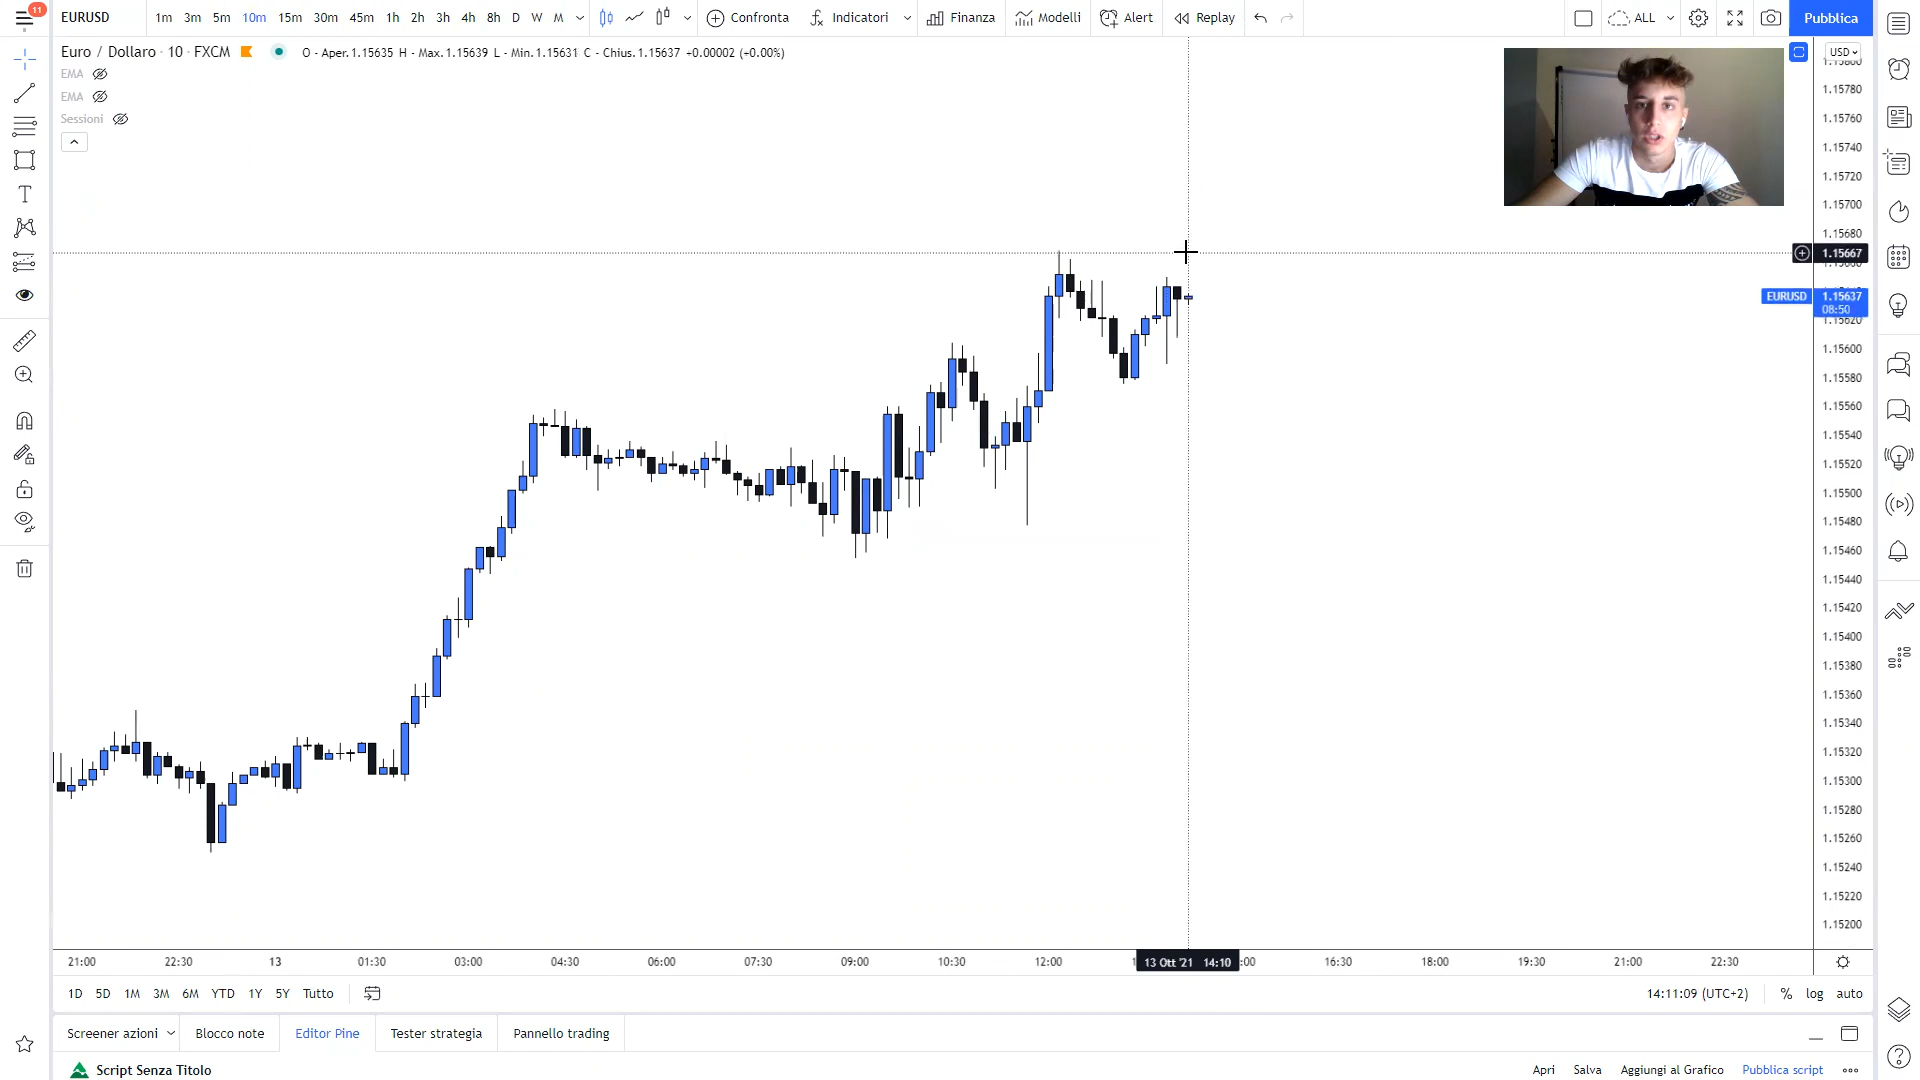 11
EURUSD
1m 3m 5m 10m 15m 30m 45m 1h 2h 3h 4h 8h D W M
Confronta
Indicatori
Finanza
Modelli
Alert
Replay
ALL
Pubblica
Euro / Dollaro · 10 · FXCM
O - Aper.1.15635 H - Max.1.15639 L - Min.1.15631 C - Chius.1.15637 +0.00002 (+0.00%)
USD
EMA
EMA
Sessioni
1.15800
1.15780
1.15760
1.15740
1.15720
1.15700
1.15680
1.15667
1.15660
EURUSD 1.15637
08:50
1.15620
1.15600
1.15580
1.15560
1.15540
1.15520
1.15500
1.15480
1.15460
1.15440
1.15420
1.15400
1.15380
1.15360
1.15340
1.15320
1.15300
1.15280
1.15260
1.15240
1.15220
1.15200
21:00 22:30 13 01:30 03:00 04:30 06:00 07:30 09:00 10:30 12:00 13 Ott '21 14:10 :00 16:30 18:00 19:30 21:00 22:30
1D 5D 1M 3M 6M YTD 1Y 5Y Tutto
14:11:09 (UTC+2) % log auto
Screener azioni
Blocco note
Editor Pine
Tester strategia
Pannello trading
Script Senza Titolo
Apri Salva Aggiungi al Grafico Pubblica script